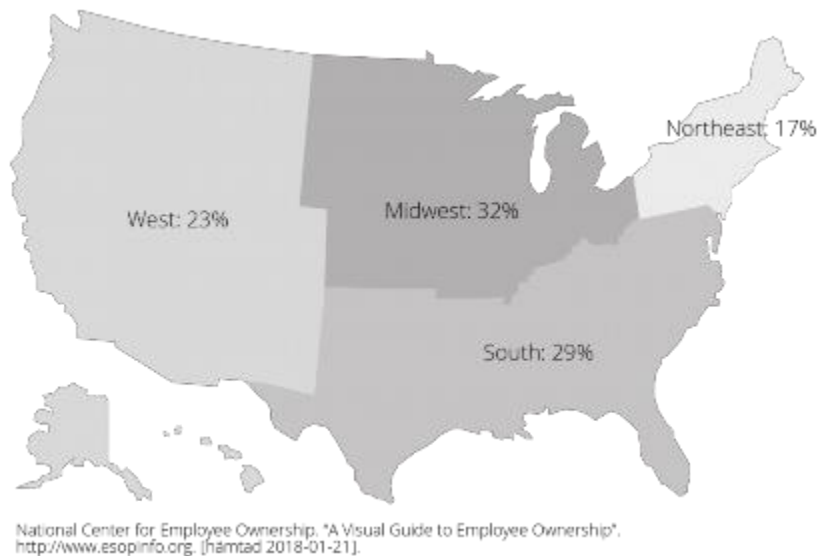 Northeast: 17%
West: 23%
Midwest: 32%
South: 29%
National Center for Employee Ownership. "A Visual Guide to Employee Ownership".
http://www.esopinfo.org. [hämtad 2018-01-21].